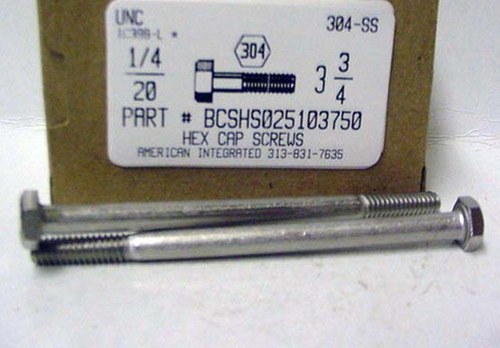 UNC
304-SS
1/4
20
304
3 3/4
PART # BCSHS025103750
HEX CAP SCREWS
AMERICAN INTEGRATED 313-831-7635